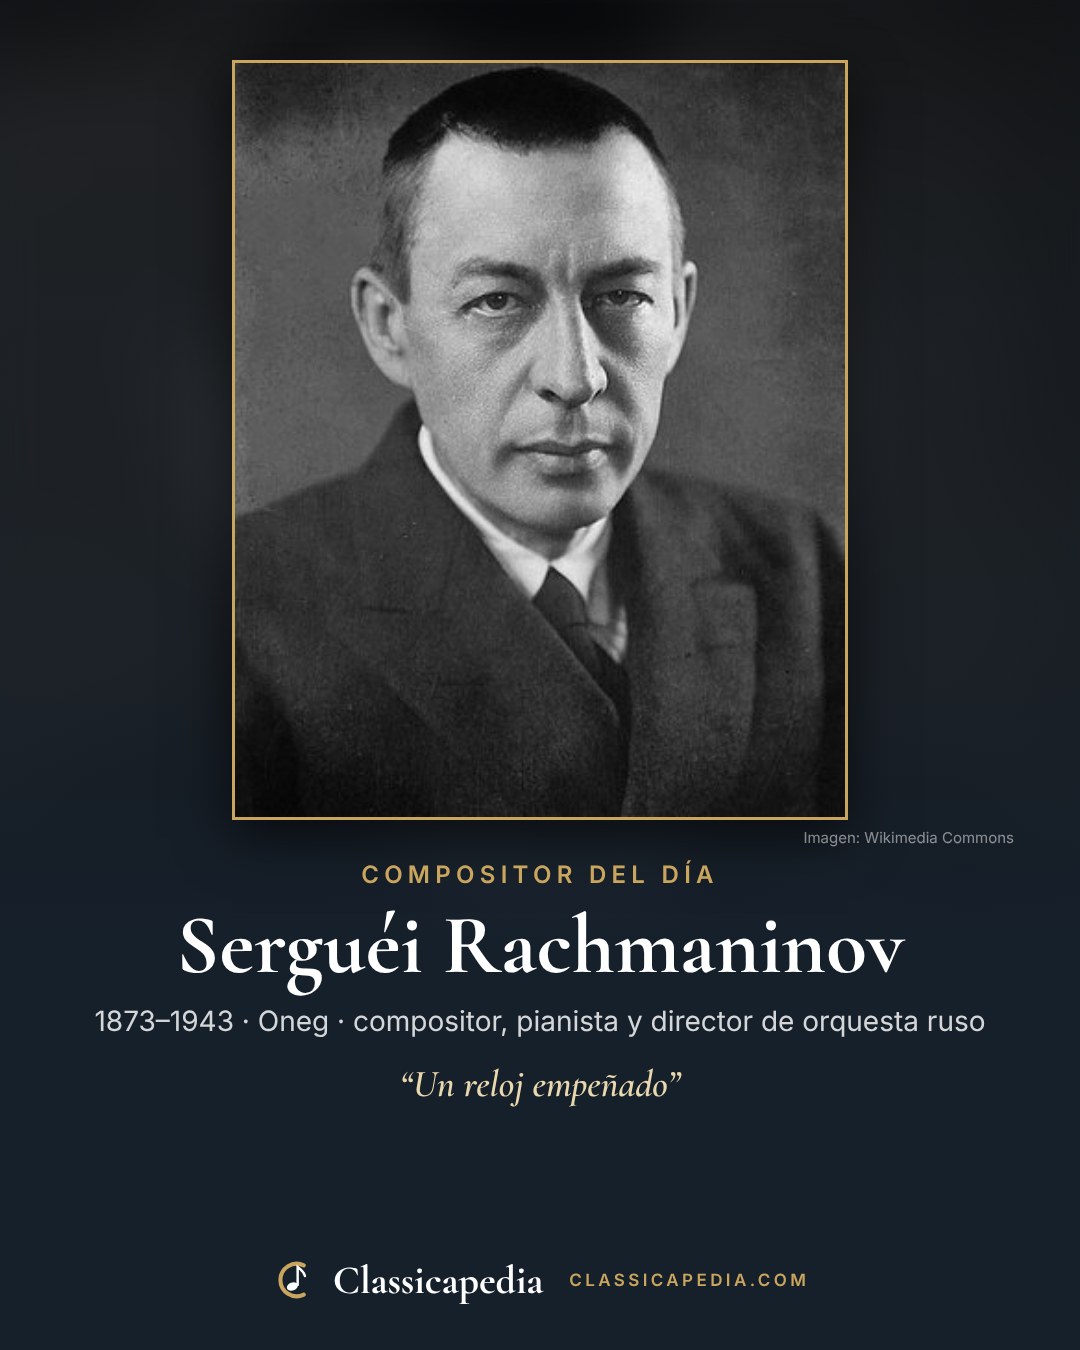 Imagen: Wikimedia Commons
COMPOSITOR DEL DÍA
Serguéi Rachmaninov
1873–1943 · Oneg · compositor, pianista y director de orquesta ruso
“Un reloj empeñado”
Classicapedia CLASSICAPEDIA.COM